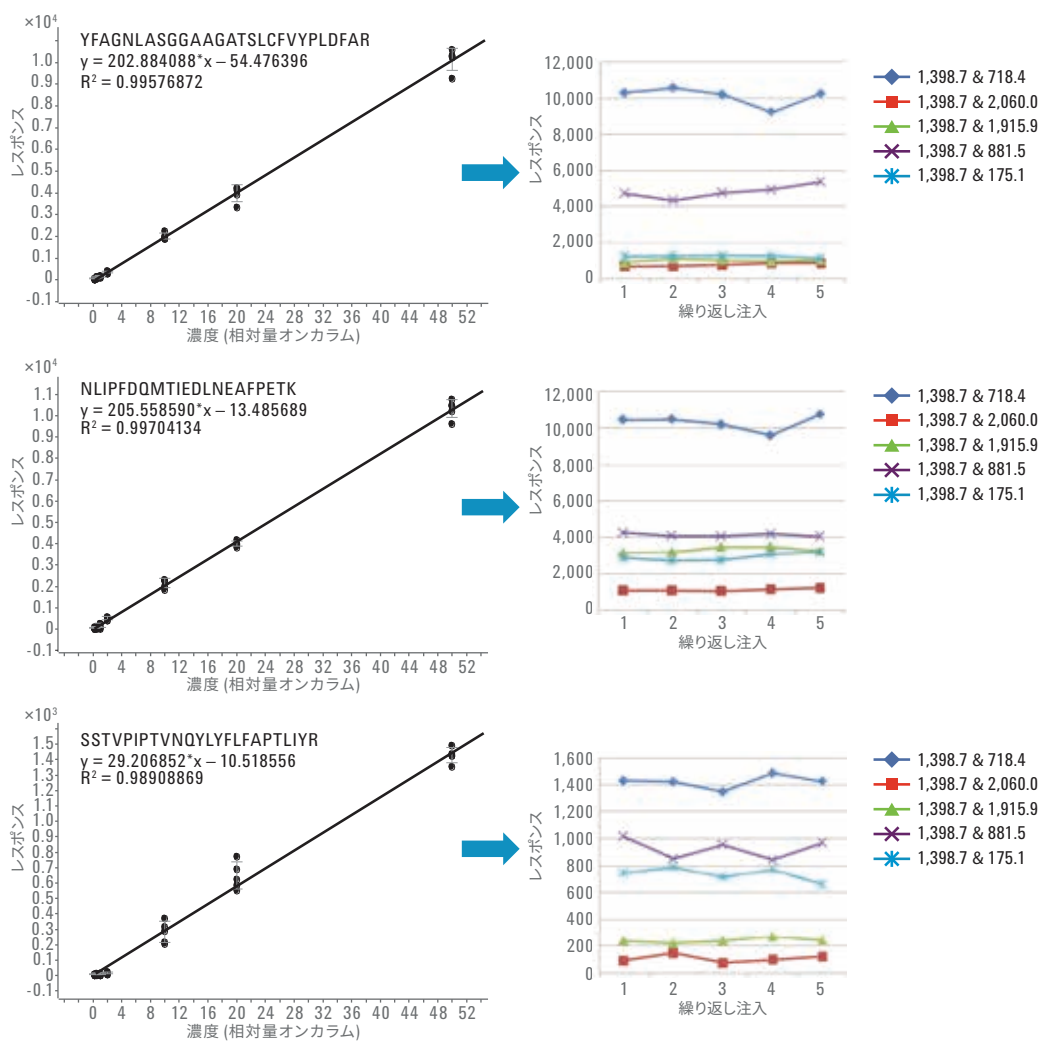 ×10⁴
YFAGNLASGGAAGATSLCFVYPLDFAR
y = 202.884088*x – 54.476396
R² = 0.99576872
レスポンス
1.0
0.9
0.8
0.7
0.6
0.5
0.4
0.3
0.2
0.1
0
-0.1
0 4 8 12 16 20 24 28 32 36 40 44 48 52
濃度 (相対量オンカラム)
レスポンス
12,000
10,000
8,000
6,000
4,000
2,000
0
1 2 3 4 5
繰り返し注入
1,398.7 & 718.4
1,398.7 & 2,060.0
1,398.7 & 1,915.9
1,398.7 & 881.5
1,398.7 & 175.1
×10⁴
NLIPFDQMTIEDLNEAFPETK
y = 205.558590*x – 13.485689
R² = 0.99704134
レスポンス
1.1
1.0
0.9
0.8
0.7
0.6
0.5
0.4
0.3
0.2
0.1
0
-0.1
0 4 8 12 16 20 24 28 32 36 40 44 48 52
濃度 (相対量オンカラム)
レスポンス
12,000
10,000
8,000
6,000
4,000
2,000
0
1 2 3 4 5
繰り返し注入
1,398.7 & 718.4
1,398.7 & 2,060.0
1,398.7 & 1,915.9
1,398.7 & 881.5
1,398.7 & 175.1
×10³
SSTVPIPTVNQYLYFLFAPTLIYR
y = 29.206852*x – 10.518556
R² = 0.98908869
レスポンス
1.5
1.4
1.3
1.2
1.1
1.0
0.9
0.8
0.7
0.6
0.5
0.4
0.3
0.2
0.1
0
-0.1
0 4 8 12 16 20 24 28 32 36 40 44 48 52
濃度 (相対量オンカラム)
レスポンス
1,600
1,400
1,200
1,000
800
600
400
200
0
1 2 3 4 5
繰り返し注入
1,398.7 & 718.4
1,398.7 & 2,060.0
1,398.7 & 1,915.9
1,398.7 & 881.5
1,398.7 & 175.1